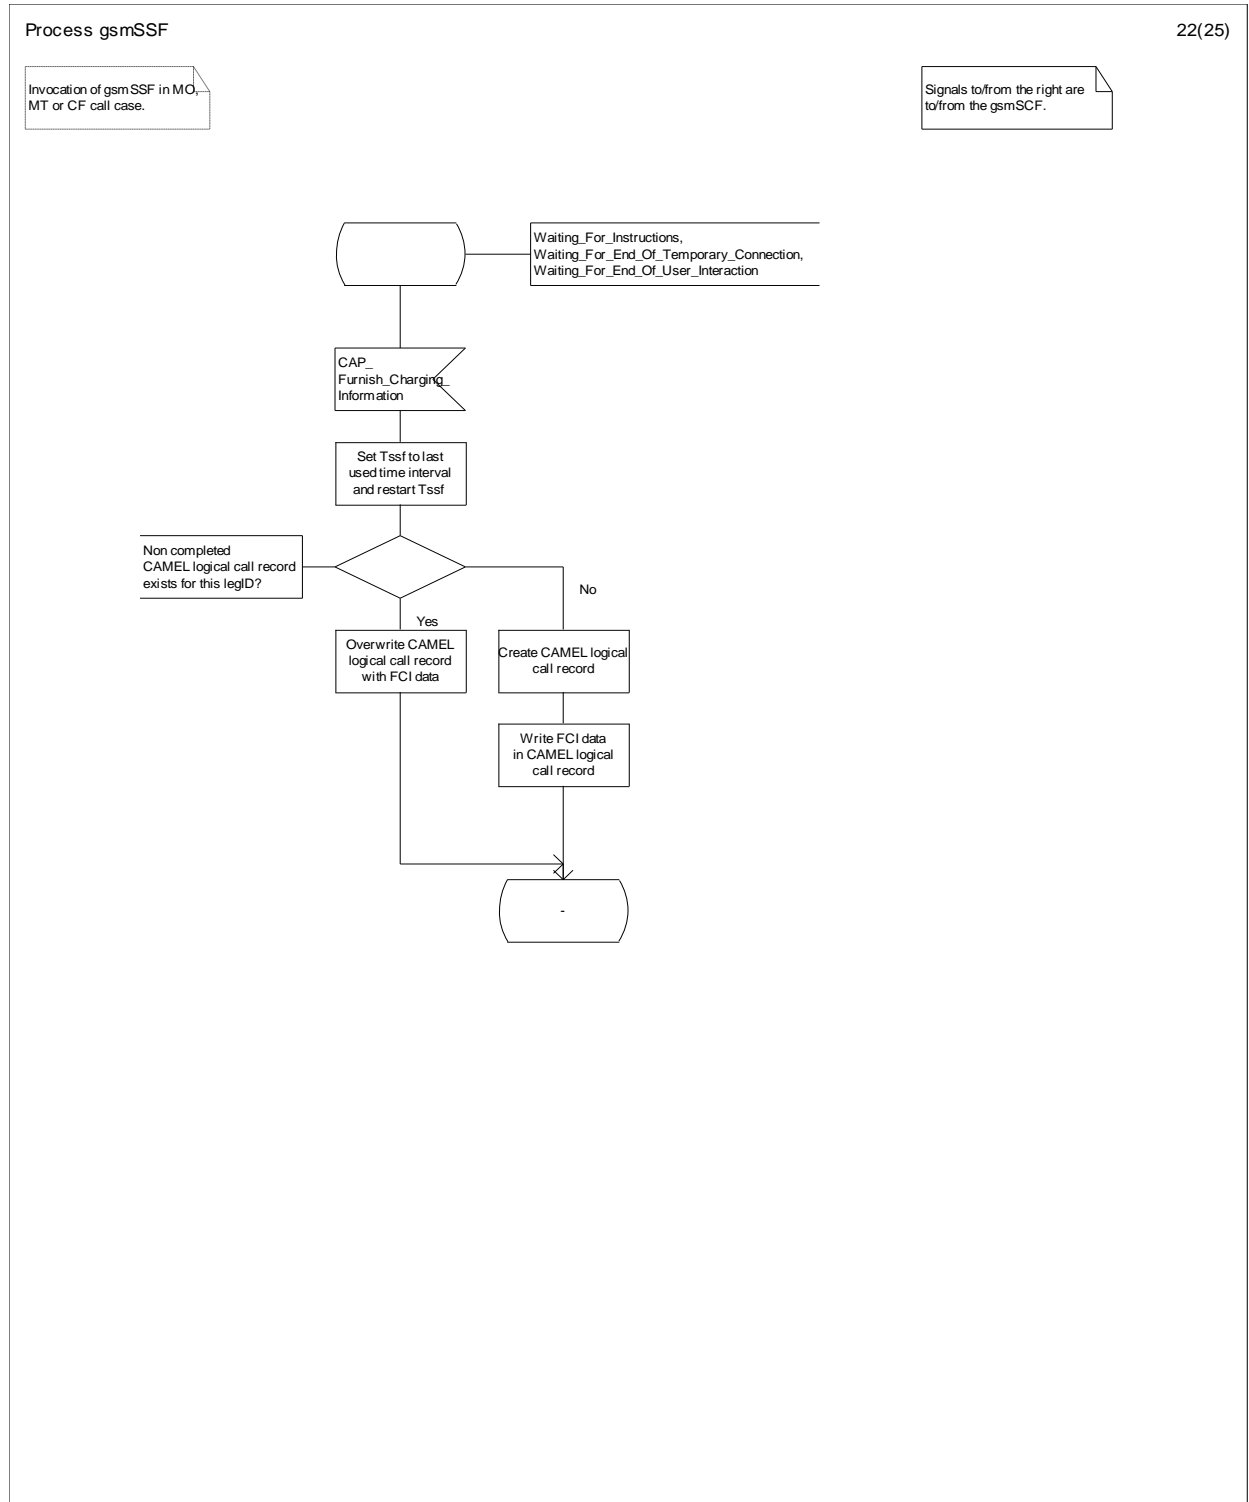 Process gsmSSF
22(25)
Invocation of gsmSSF in MO,
MT or CF call case.
Signals to/from the right are
to/from the gsmSCF.
Waiting_For_Instructions,
Waiting_For_End_Of_Temporary_Connection,
Waiting_For_End_Of_User_Interaction
CAP_
Furnish_Charging_
Information
Set Tssf to last
used time interval
and restart Tssf
Non completed
CAMEL logical call record
exists for this legID?
No
Yes
Overwrite CAMEL
logical call record
with FCI data
Create CAMEL logical
call record
Write FCI data
in CAMEL logical
call record
-